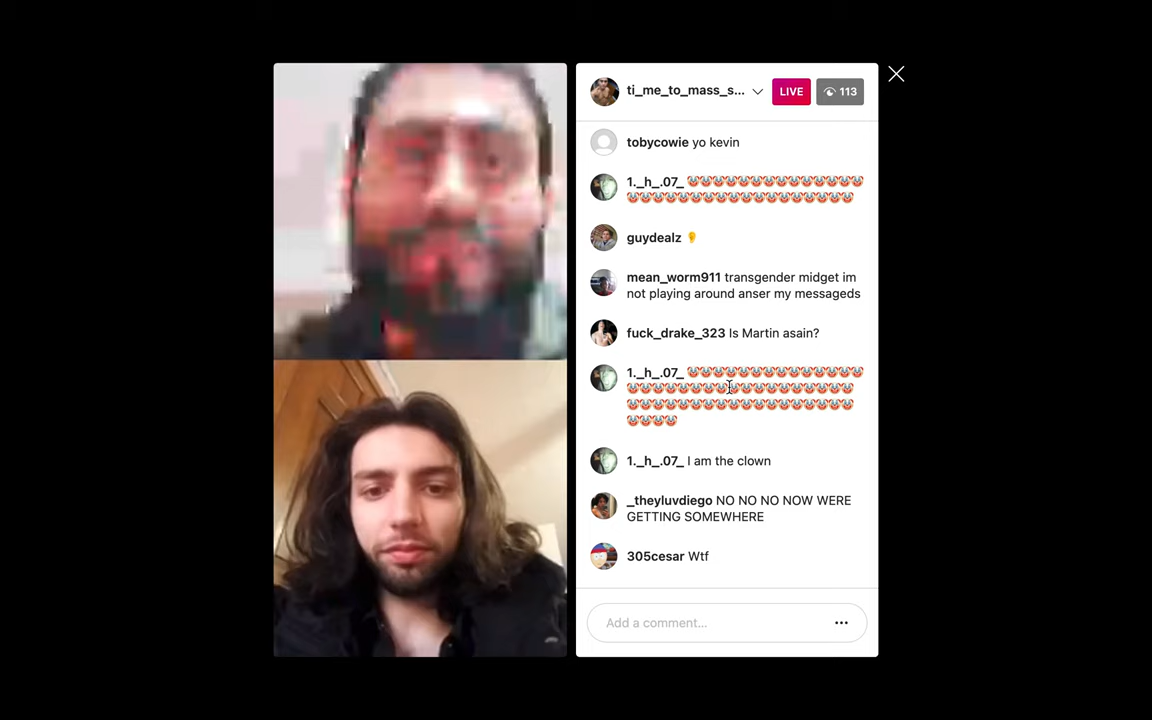 ti_me_to_mass_s...
LIVE
113
tobycowie yo kevin
1._h_.07_ 🤡🤡🤡🤡🤡🤡🤡🤡🤡🤡🤡🤡🤡🤡
🤡🤡🤡🤡🤡🤡🤡🤡🤡🤡🤡🤡🤡🤡🤡🤡🤡🤡
guydealz 👂
mean_worm911 transgender midget im
not playing around anser my messageds
fuck_drake_323 Is Martin asain?
1._h_.07_ 🤡🤡🤡🤡🤡🤡🤡🤡🤡🤡🤡🤡🤡🤡
🤡🤡🤡🤡🤡🤡🤡🤡🤡🤡🤡🤡🤡🤡🤡🤡🤡🤡
🤡🤡🤡🤡🤡🤡🤡🤡🤡🤡🤡🤡🤡🤡🤡🤡🤡🤡
🤡🤡🤡🤡
1._h_.07_ I am the clown
_theyluvdiego NO NO NO NOW WERE
GETTING SOMEWHERE
305cesar Wtf
Add a comment...